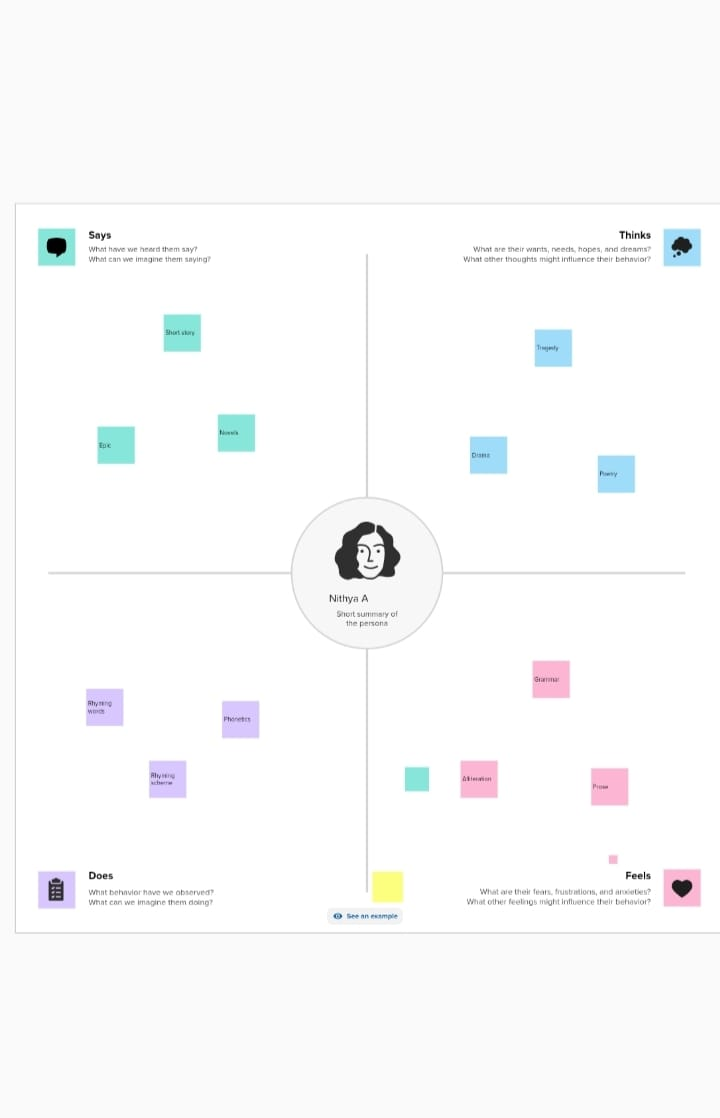 Says
What have we heard them say?
What can we imagine them saying?
Thinks
What are their wants, needs, hopes, and dreams?
What other thoughts might influence their behavior?
Short story
Epic
Novels
Tragedy
Drama
Poetry
Nithya A
Short summary of
the persona
Rhyming
words
Phonetics
Rhyming
scheme
Grammar
Alliteration
Prose
Does
What behavior have we observed?
What can we imagine them doing?
Feels
What are their fears, frustrations, and anxieties?
What other feelings might influence their behavior?
See an example